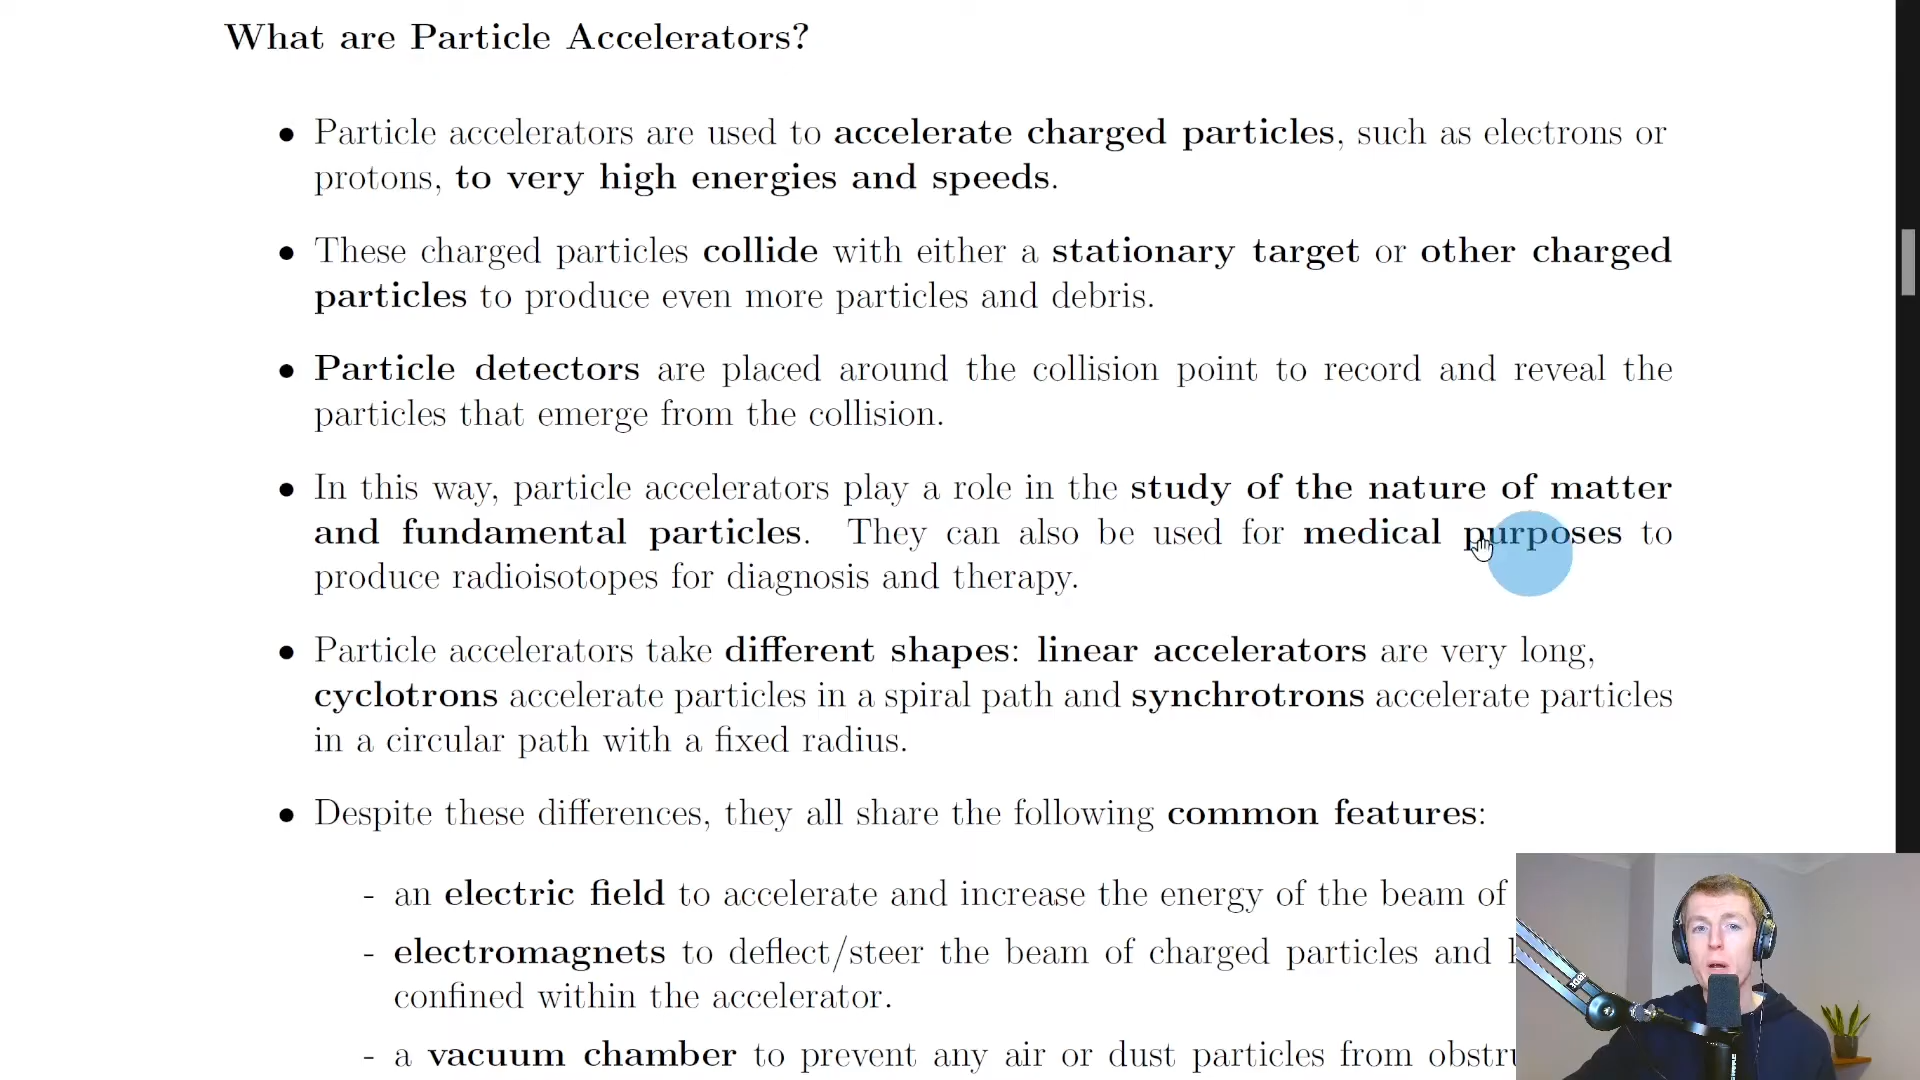 What are Particle Accelerators?
• Particle accelerators are used to accelerate charged particles, such as electrons or
protons, to very high energies and speeds.
• These charged particles collide with either a stationary target or other charged
particles to produce even more particles and debris.
• Particle detectors are placed around the collision point to record and reveal the
particles that emerge from the collision.
• In this way, particle accelerators play a role in the study of the nature of matter
and fundamental particles. They can also be used for medical purposes to
produce radioisotopes for diagnosis and therapy.
• Particle accelerators take different shapes: linear accelerators are very long,
cyclotrons accelerate particles in a spiral path and synchrotrons accelerate particles
in a circular path with a fixed radius.
• Despite these differences, they all share the following common features:
- an electric field to accelerate and increase the energy of the beam of
- electromagnets to deflect/steer the beam of charged particles and
confined within the accelerator.
- a vacuum chamber to prevent any air or dust particles from
RODE